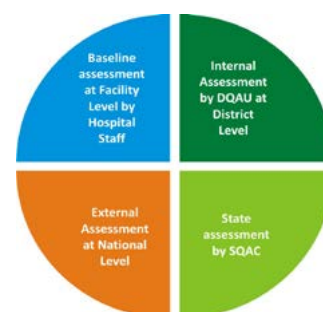 Baseline
assessment
at Facility
Level by
Hospital
Staff
Internal
Assessment
by DQAU at
District
Level
External
Assessment
at National
Level
State
assessment
by SQAC